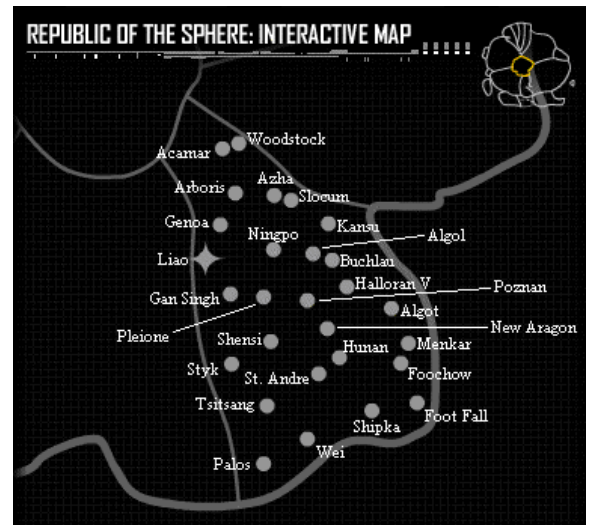 REPUBLIC OF THE SPHERE: INTERACTIVE MAP
Woodstock
Acamar
Azha
Arboris
Slocum
Genoa
Kansu
Ningpo
Algol
Liao
Buchlau
Halloran V
Poznan
Gan Singh
Algot
New Aragon
Pleione
Shensi
Menkar
Hunan
Styk
St. Andre
Foochow
Tsitsang
Foot Fall
Shipka
Wei
Palos